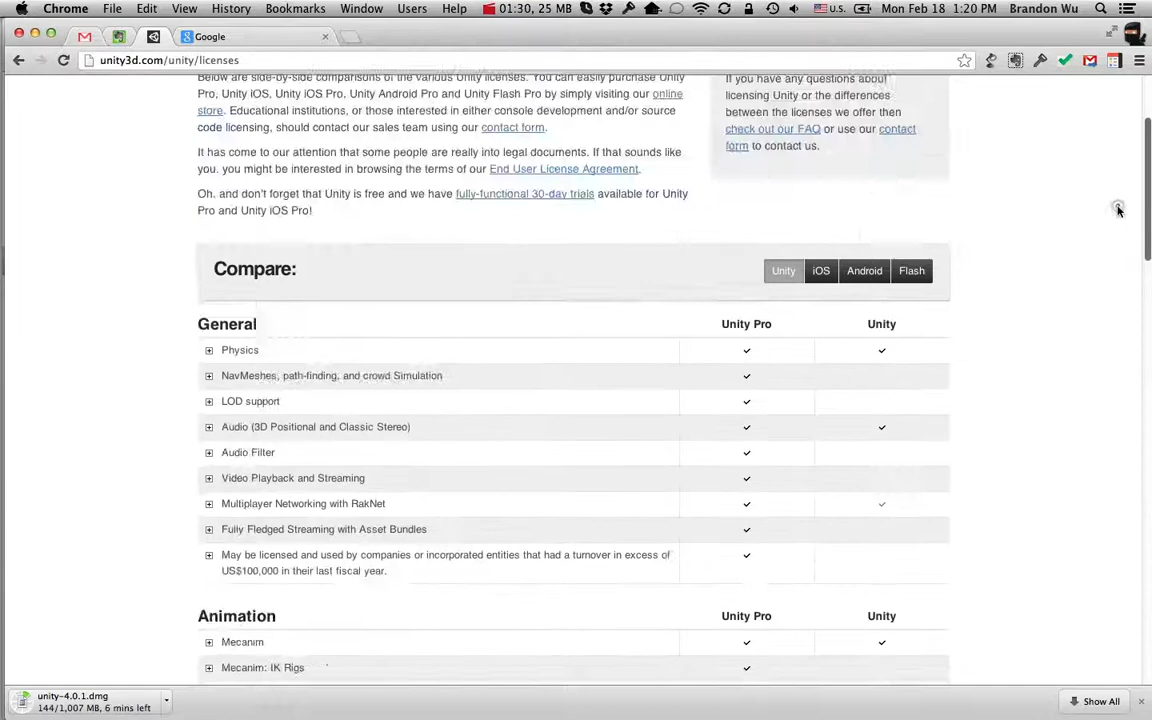 Chrome File Edit View History Bookmarks Window Users Help 01:30, 25 MB U.S. Mon Feb 18 1:20 PM Brandon Wu
Google
unity3d.com/unity/licenses
Below are side-by-side comparisons of the various Unity licenses. You can easily purchase Unity
Pro, Unity iOS, Unity iOS Pro, Unity Android Pro and Unity Flash Pro by simply visiting our online
store. Educational institutions, or those interested in either console development and/or source
code licensing, should contact our sales team using our contact form.
It has come to our attention that some people are really into legal documents. If that sounds like
you, you might be interested in browsing the terms of our End User License Agreement.
Oh, and don't forget that Unity is free and we have fully-functional 30-day trials available for Unity
Pro and Unity iOS Pro!
If you have any questions about
licensing Unity or the differences
between the licenses we offer then
check out our FAQ or use our contact
form to contact us.
Compare:
Unity iOS Android Flash
General Unity Pro Unity
Physics
NavMeshes, path-finding, and crowd Simulation
LOD support
Audio (3D Positional and Classic Stereo)
Audio Filter
Video Playback and Streaming
Multiplayer Networking with RakNet
Fully Fledged Streaming with Asset Bundles
May be licensed and used by companies or incorporated entities that had a turnover in excess of
US$100,000 in their last fiscal year.
Animation Unity Pro Unity
Mecanim
Mecanim: IK Rigs
unity-4.0.1.dmg
144/1,007 MB, 6 mins left
Show All